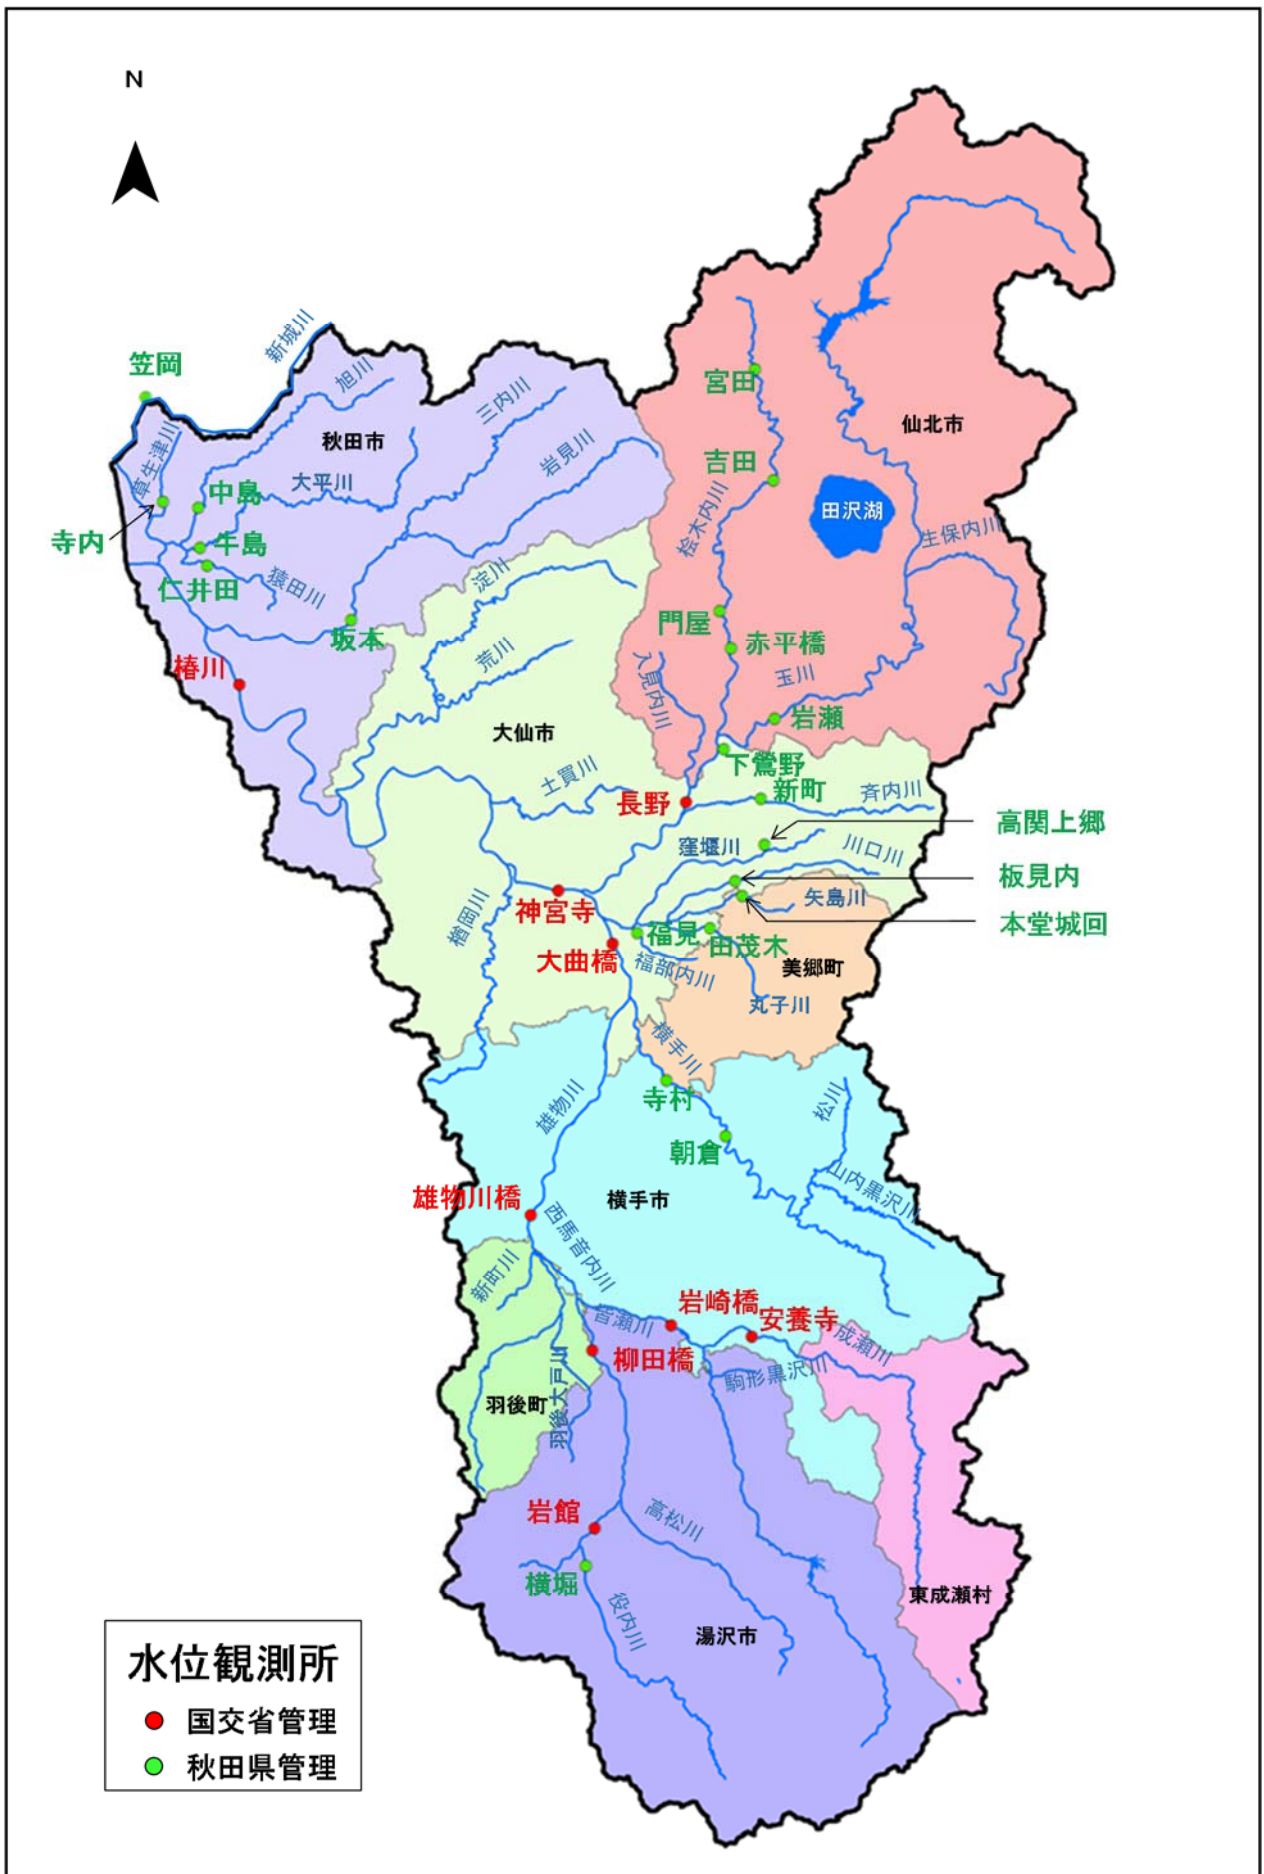 N
新城川
笠岡
旭川
三内川
草生津川
秋田市
岩見川
大平川
中島
寺内
牛島
仁井田
猿田川
坂本
椿川
宮田
仙北市
吉田
田沢湖
桧木内川
生保内川
淀川
門屋
赤平橋
荒川
入見内川
玉川
岩瀬
大仙市
下鶯野
土買川
長野
新町
斉内川
高関上郷
窪堰川
川口川
板見内
矢島川
本堂城回
楢岡川
神宮寺
福見
田茂木
大曲橋
福部内川
美郷町
丸子川
横手川
寺村
松川
雄物川
朝倉
山内黒沢川
雄物川橋
横手市
西馬音内川
新町川
岩崎橋
安養寺
皆瀬川
成瀬川
柳田橋
駒形黒沢川
羽後町
羽後大戸川
岩館
高松川
横堀
役内川
東成瀬村
湯沢市
水位観測所
国交省管理
秋田県管理